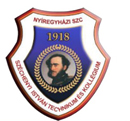 NYÍREGYHÁZI SZC
1918
SZÉCHENYI ISTVÁN TECHNIKUM ÉS KOLLÉGIUM